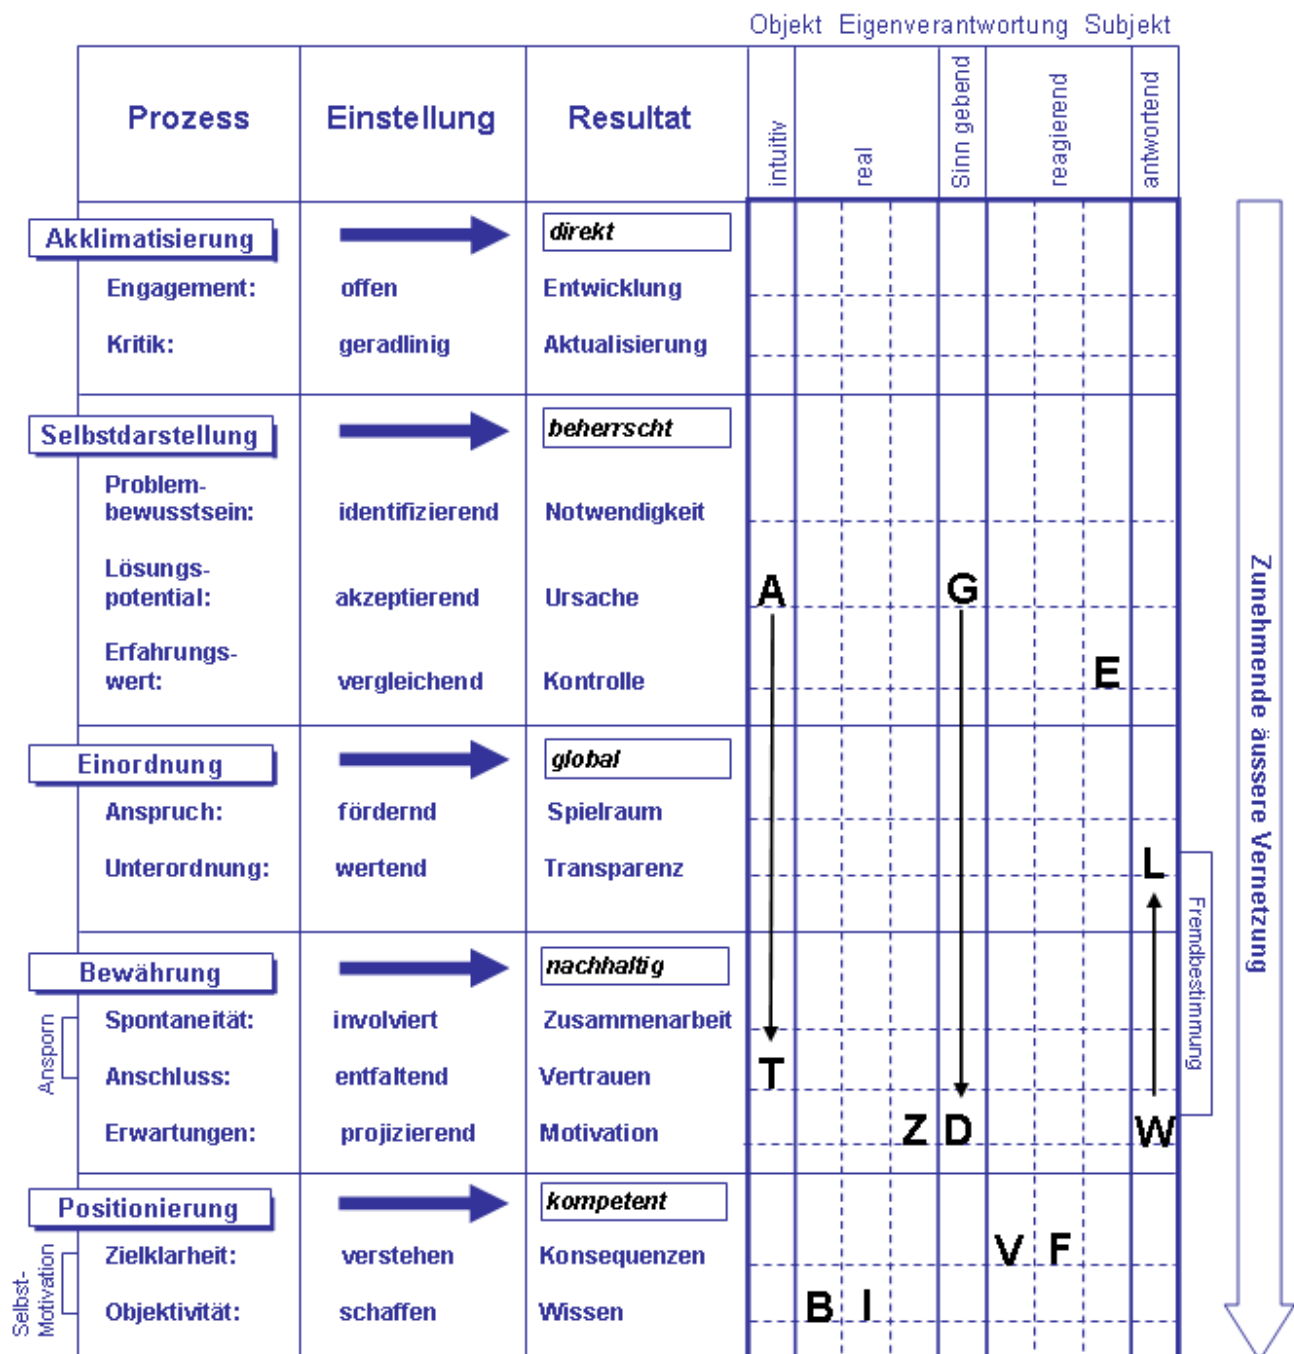 Objekt Eigenverantwortung Subjekt
Prozess Einstellung Resultat intuitiv real Sinn gebend reagierend antwortend
Akklimatisierung direkt
Engagement: offen Entwicklung
Kritik: geradlinig Aktualisierung
Selbstdarstellung beherrscht
Problem-
bewusstsein: identifizierend Notwendigkeit
Lösungs-
potential: akzeptierend Ursache A G
Erfahrungs-
wert: vergleichend Kontrolle E
Einordnung global
Anspruch: fördernd Spielraum
Unterordnung: wertend Transparenz L
Bewährung nachhaltig
Spontaneität: involviert Zusammenarbeit
Anschluss: entfaltend Vertrauen T
Erwartungen: projizierend Motivation Z D W
Ansporn
Positionierung kompetent
Zielklarheit: verstehen Konsequenzen V F
Objektivität: schaffen Wissen B I
Selbst-
Motivation
Fremdbestimmung
Zunehmende äussere Vernetzung